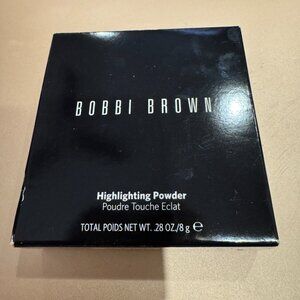 BOBBI BROWN
Highlighting Powder
Poudre Touche Eclat
TOTAL POIDS NET WT. .28 OZ./8 g ℮